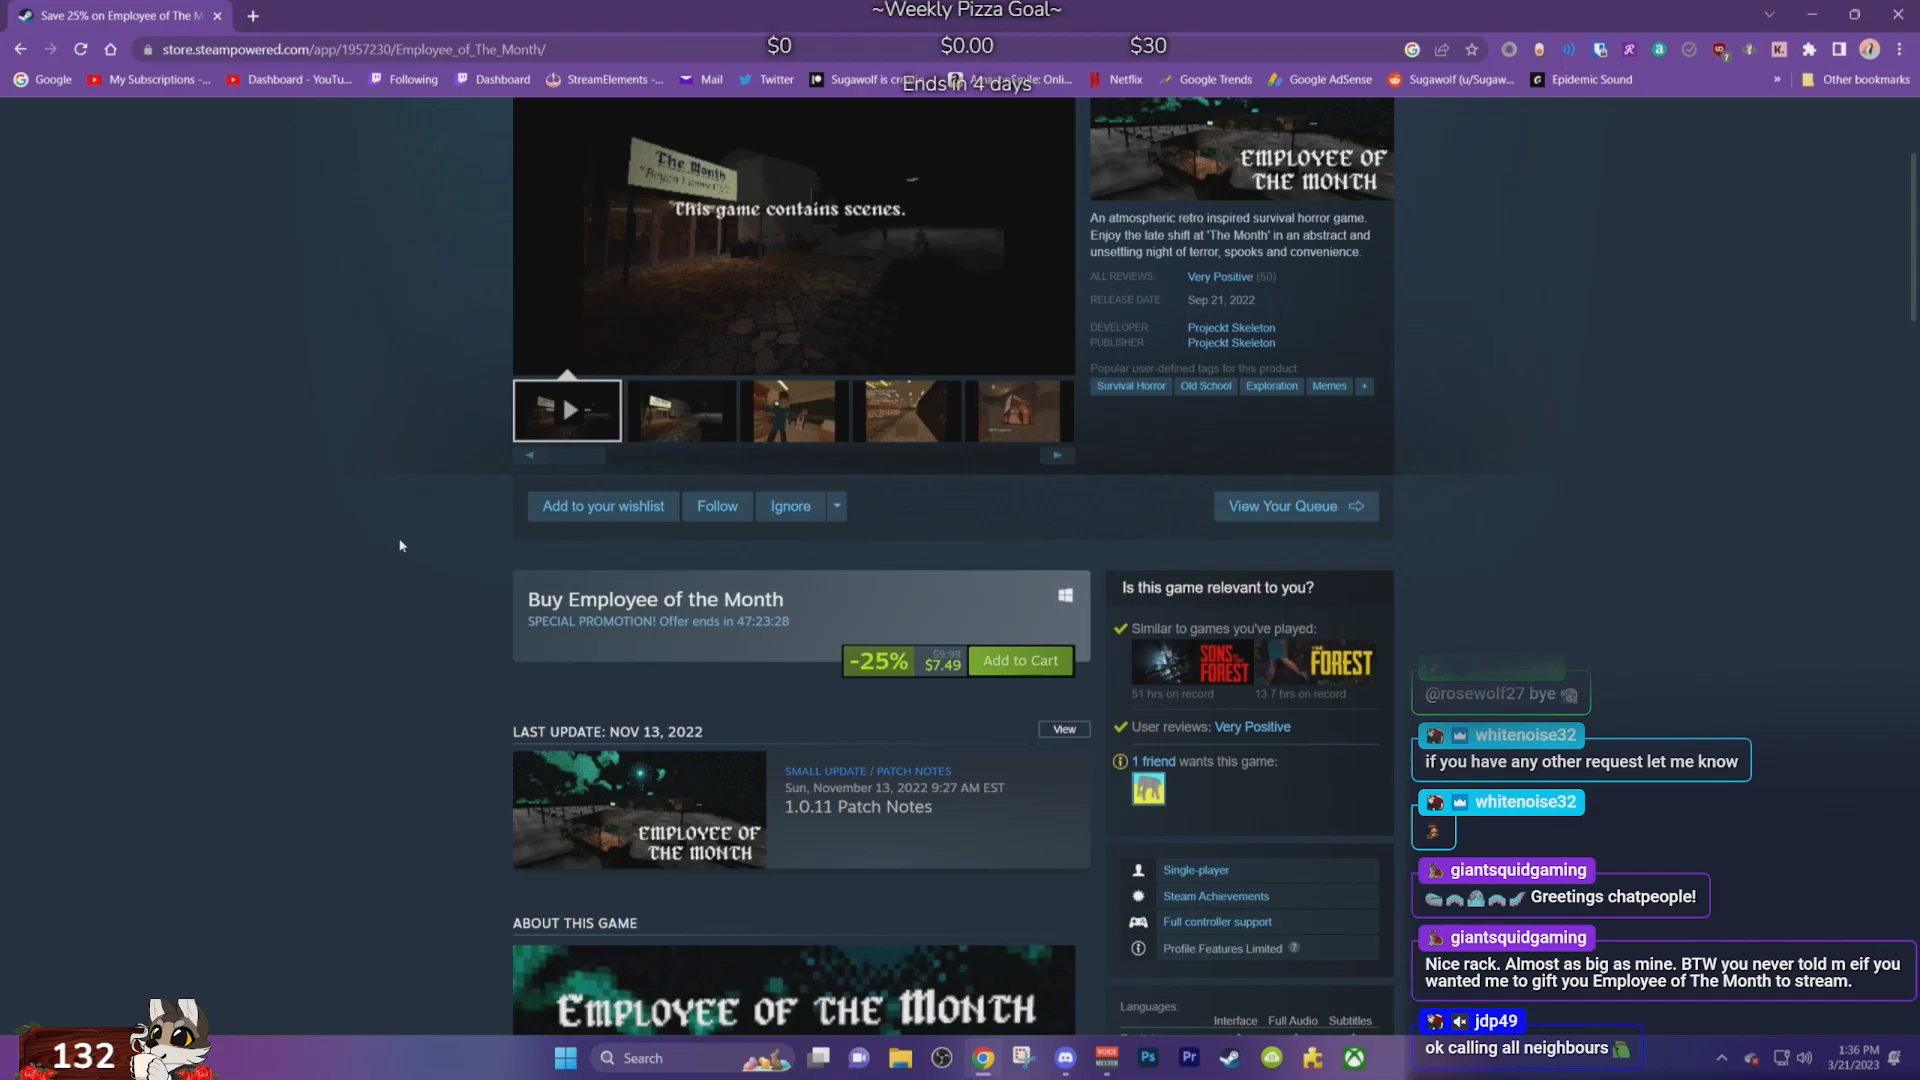 ~Weekly Pizza Goal~
Save 25% on Employee of The M
$0
$0.00
$30
store.steampowered.com/app/1957230/Employee_of_The_Month/
Google
My Subscriptions -...
Dashboard - YouTu...
Following
Dashboard
StreamElements -...
Mail
Twitter
Ends in 4 days
Netflix
Google Trends
Google AdSense
Sugawolf (u/Sugaw...
Epidemic Sound
»
Other bookmarks
The Month
This game contains scenes.
EMPLOYEE OF
THE MONTH
An atmospheric retro inspired survival horror game.
Enjoy the late shift at 'The Month' in an abstract and
unsettling night of terror, spooks and convenience.
ALL REVIEWS: Very Positive (50)
RELEASE DATE: Sep 21, 2022
DEVELOPER: Projeckt Skeleton
PUBLISHER: Projeckt Skeleton
Popular user-defined tags for this product:
Survival Horror Old School Exploration Memes +
Add to your wishlist
Follow
Ignore
View Your Queue
Buy Employee of the Month
SPECIAL PROMOTION! Offer ends in 47:23:28
-25%
$9.99
$7.49
Add to Cart
Is this game relevant to you?
Similar to games you've played:
SONS OF THE FOREST
THE FOREST
51 hrs on record
13.7 hrs on record
User reviews: Very Positive
1 friend wants this game:
LAST UPDATE: NOV 13, 2022
View
SMALL UPDATE / PATCH NOTES
Sun, November 13, 2022 9:27 AM EST
1.0.11 Patch Notes
EMPLOYEE OF
THE MONTH
Single-player
Steam Achievements
Full controller support
Profile Features Limited ?
Languages:
Interface Full Audio Subtitles
ABOUT THIS GAME
EMPLOYEE OF THE MONTH
@rosewolf27 bye
whitenoise32
if you have any other request let me know
whitenoise32
giantsquidgaming
Greetings chatpeople!
giantsquidgaming
Nice rack. Almost as big as mine. BTW you never told m eif you
wanted me to gift you Employee of The Month to stream.
jdp49
ok calling all neighbours
132
Search
VOICE
MEETER
Ps
Pr
1:36 PM
3/21/2023